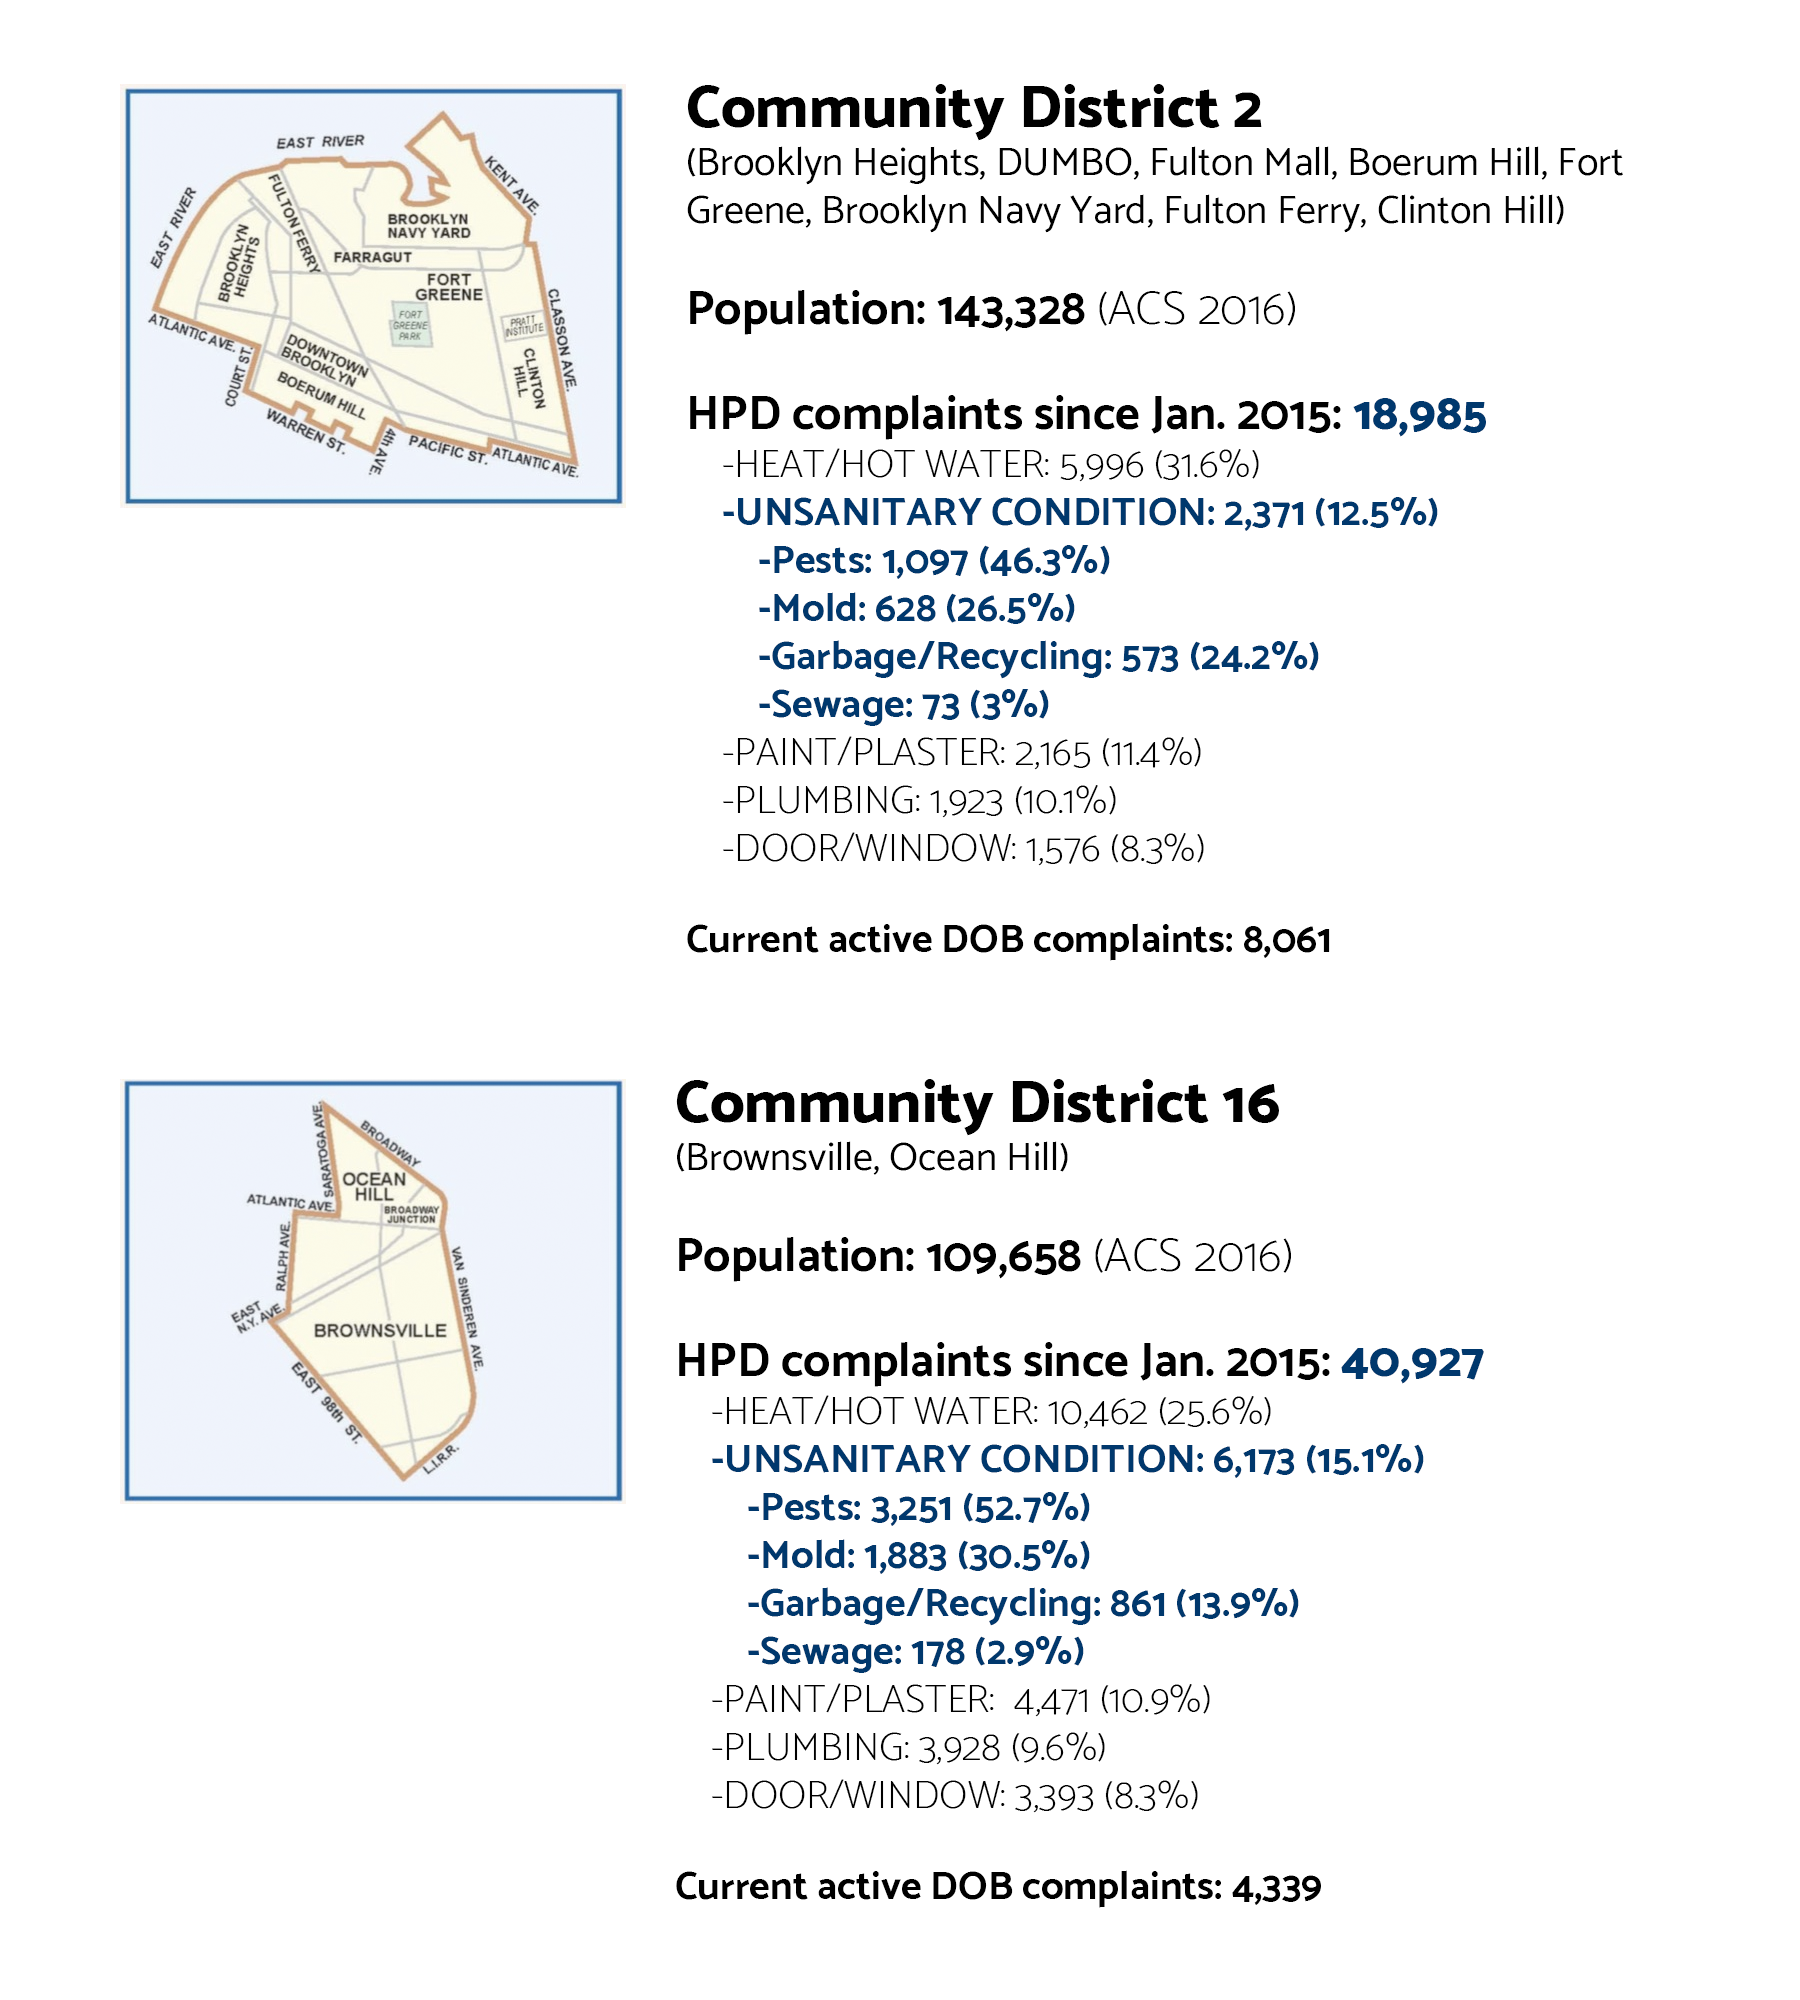 EAST RIVER
KENT AVE.
EAST RIVER
FULTON FERRY
BROOKLYN
NAVY YARD
BROOKLYN
HEIGHTS
FARRAGUT
FORT
GREENE
FORT
GREENE
PARK
PRATT
INSTITUTE
CLASSON AVE.
ATLANTIC AVE.
COURT ST.
DOWNTOWN
BROOKLYN
CLINTON
HILL
BOERUM HILL
WARREN ST.
4th AVE.
PACIFIC ST.
ATLANTIC AVE.
Community District 2
(Brooklyn Heights, DUMBO, Fulton Mall, Boerum Hill, Fort
Greene, Brooklyn Navy Yard, Fulton Ferry, Clinton Hill)
Population: 143,328 (ACS 2016)
HPD complaints since Jan. 2015: 18,985
-HEAT/HOT WATER: 5,996 (31.6%)
-UNSANITARY CONDITION: 2,371 (12.5%)
-Pests: 1,097 (46.3%)
-Mold: 628 (26.5%)
-Garbage/Recycling: 573 (24.2%)
-Sewage: 73 (3%)
-PAINT/PLASTER: 2,165 (11.4%)
-PLUMBING: 1,923 (10.1%)
-DOOR/WINDOW: 1,576 (8.3%)
Current active DOB complaints: 8,061
SARATOGA AVE.
BROADWAY
OCEAN
HILL
ATLANTIC AVE.
BROADWAY
JUNCTION
RALPH AVE.
VAN SINDEREN AVE.
EAST
N.Y. AVE.
BROWNSVILLE
EAST 98th ST.
L.I.R.R.
Community District 16
(Brownsville, Ocean Hill)
Population: 109,658 (ACS 2016)
HPD complaints since Jan. 2015: 40,927
-HEAT/HOT WATER: 10,462 (25.6%)
-UNSANITARY CONDITION: 6,173 (15.1%)
-Pests: 3,251 (52.7%)
-Mold: 1,883 (30.5%)
-Garbage/Recycling: 861 (13.9%)
-Sewage: 178 (2.9%)
-PAINT/PLASTER: 4,471 (10.9%)
-PLUMBING: 3,928 (9.6%)
-DOOR/WINDOW: 3,393 (8.3%)
Current active DOB complaints: 4,339